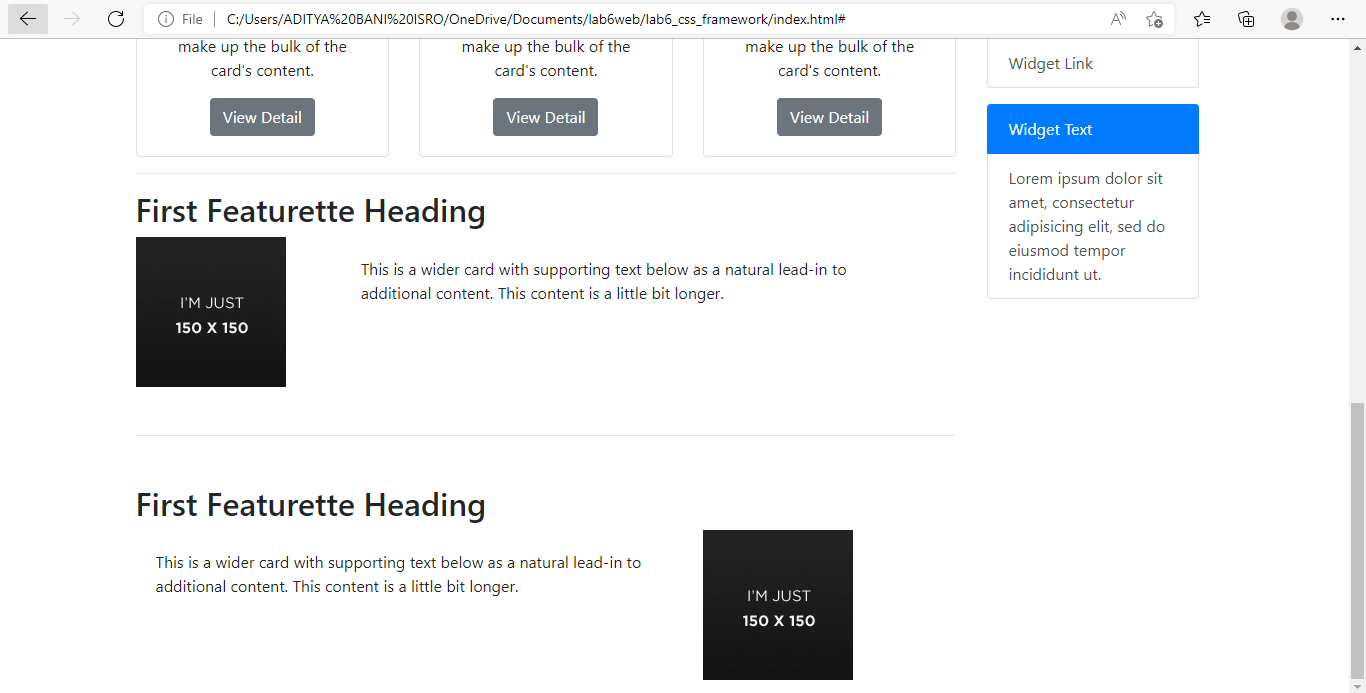 File
C:/Users/ADITYA%20BANI%20ISRO/OneDrive/Documents/lab6web/lab6_css_framework/index.html#
make up the bulk of the
card's content.
View Detail
make up the bulk of the
card's content.
View Detail
make up the bulk of the
card's content.
View Detail
Widget Link
Widget Text
Lorem ipsum dolor sit
amet, consectetur
adipisicing elit, sed do
eiusmod tempor
incididunt ut.
First Featurette Heading
I'M JUST
150 X 150
This is a wider card with supporting text below as a natural lead-in to
additional content. This content is a little bit longer.
First Featurette Heading
This is a wider card with supporting text below as a natural lead-in to
additional content. This content is a little bit longer.
I'M JUST
150 X 150